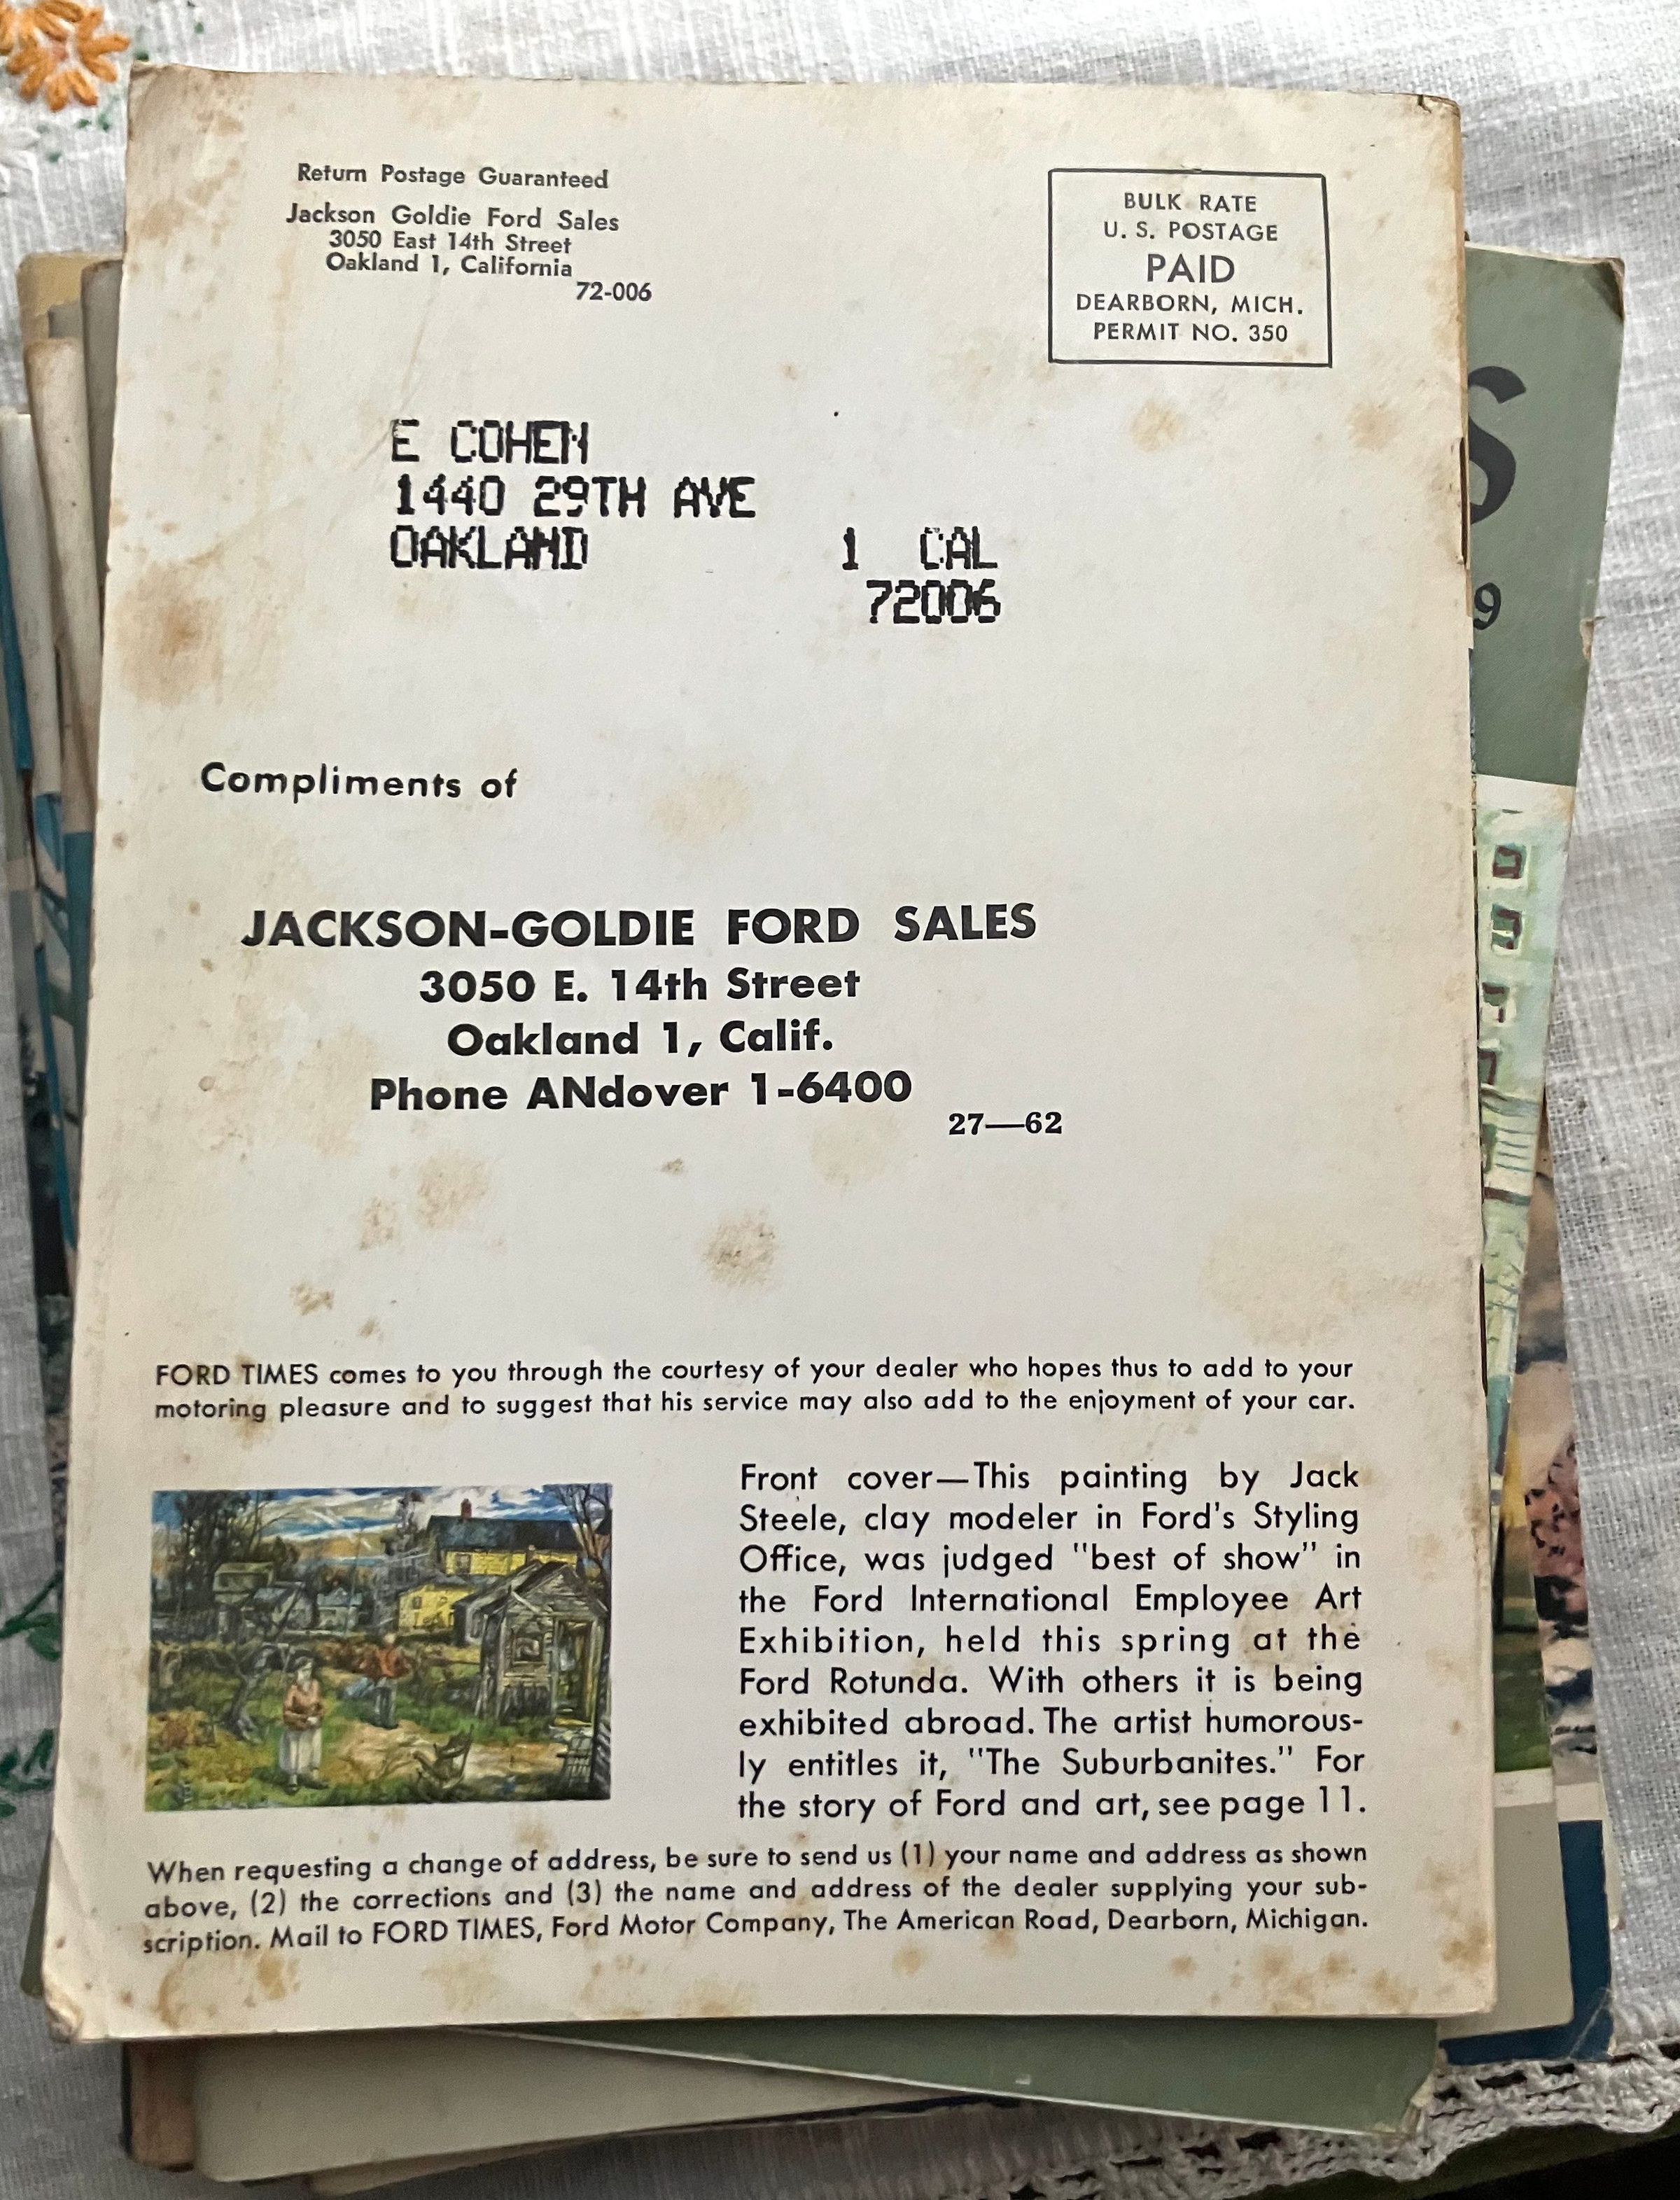 Return Postage Guaranteed
Jackson Goldie Ford Sales
3050 East 14th Street
Oakland 1, California
72-006
BULK RATE
U. S. POSTAGE
PAID
DEARBORN, MICH.
PERMIT NO. 350
E COHEN
1440 29TH AVE
OAKLAND 1 CAL
72006
Compliments of
JACKSON-GOLDIE FORD SALES
3050 E. 14th Street
Oakland 1, Calif.
Phone ANdover 1-6400
27—62
FORD TIMES comes to you through the courtesy of your dealer who hopes thus to add to your
motoring pleasure and to suggest that his service may also add to the enjoyment of your car.
Front cover—This painting by Jack
Steele, clay modeler in Ford's Styling
Office, was judged "best of show" in
the Ford International Employee Art
Exhibition, held this spring at the
Ford Rotunda. With others it is being
exhibited abroad. The artist humorous-
ly entitles it, "The Suburbanites." For
the story of Ford and art, see page 11.
When requesting a change of address, be sure to send us (1) your name and address as shown
above, (2) the corrections and (3) the name and address of the dealer supplying your sub-
scription. Mail to FORD TIMES, Ford Motor Company, The American Road, Dearborn, Michigan.
S
9